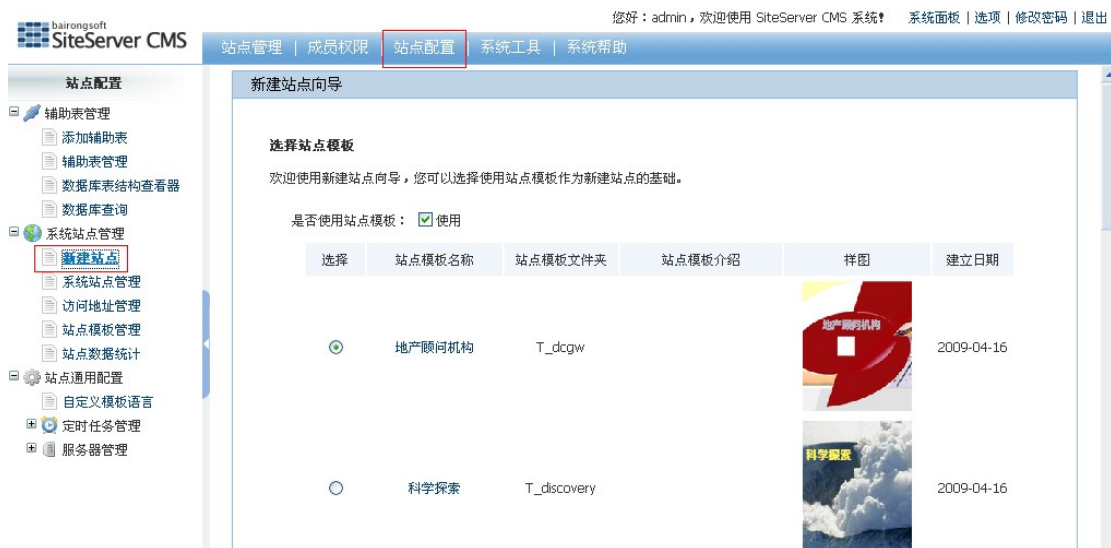 您好：admin，欢迎使用 SiteServer CMS 系统！ 系统面板 | 选项 | 修改密码 | 退出
bairongsoft
SiteServer CMS
站点管理 | 成员权限 | 站点配置 | 系统工具 | 系统帮助
站点配置
辅助表管理
添加辅助表
辅助表管理
数据库表结构查看器
数据库查询
系统站点管理
新建站点
系统站点管理
访问地址管理
站点模板管理
站点数据统计
站点通用配置
自定义模板语言
定时任务管理
服务器管理
新建站点向导
选择站点模板
欢迎使用新建站点向导，您可以选择使用站点模板作为新建站点的基础。
是否使用站点模板： 使用
选择 站点模板名称 站点模板文件夹 站点模板介绍 样图 建立日期
地产顾问机构
地产顾问机构 T_dcgw 2009-04-16
科学探索
科学探索 T_discovery 2009-04-16